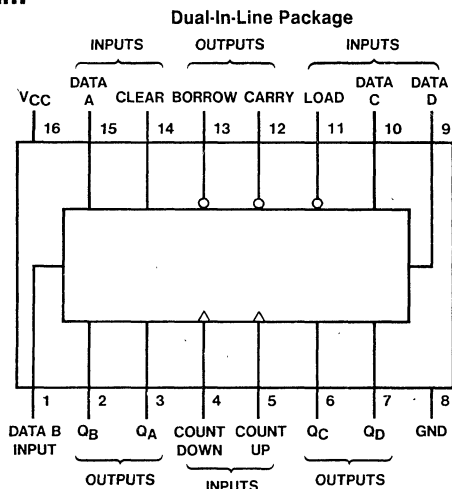 Dual-In-Line Package
INPUTS OUTPUTS INPUTS
DATA DATA DATA
VCC A CLEAR BORROW CARRY LOAD C D
16 15 14 13 12 11 10 9
1 2 3 4 5 6 7 8
DATA B QB QA COUNT COUNT QC QD GND
INPUT DOWN UP
OUTPUTS INPUTS OUTPUTS